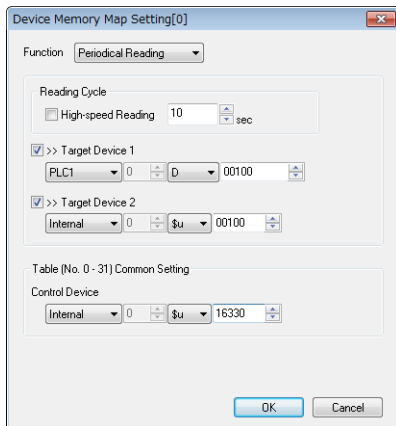 Device Memory Map Setting[0]
Function Periodical Reading
Reading Cycle
High-speed Reading 10 sec
>> Target Device 1
PLC1 0 D 00100
>> Target Device 2
Internal 0 $u 00100
Table (No. 0 - 31) Common Setting
Control Device
Internal 0 $u 16330
OK Cancel